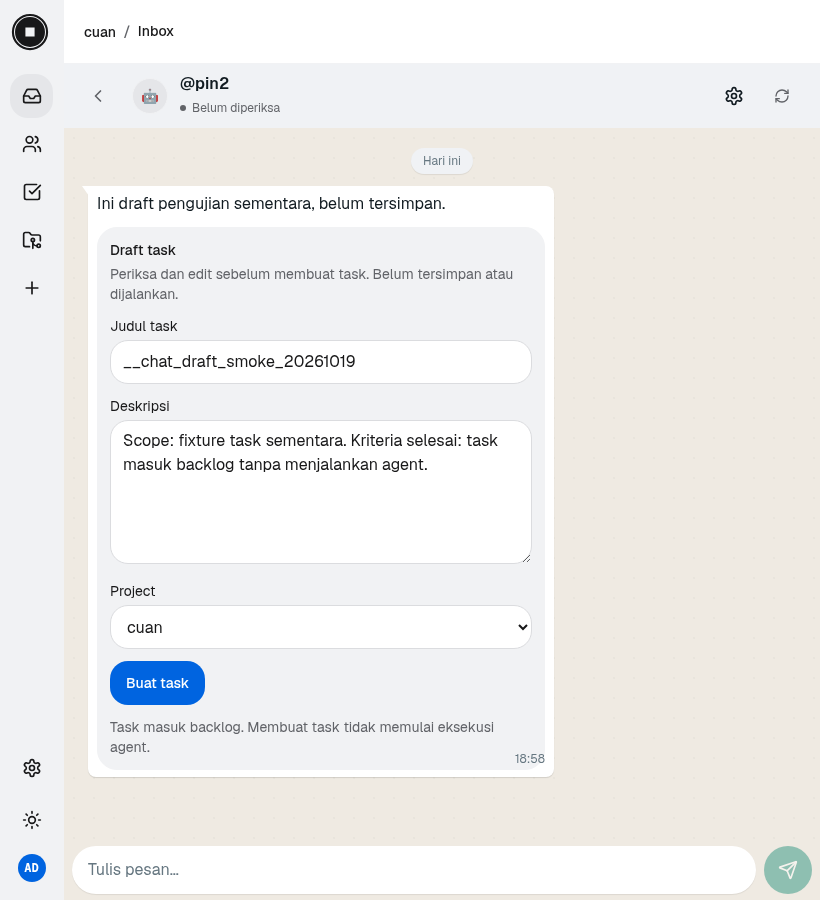 cuan / Inbox
@pin2
Belum diperiksa
Hari ini
Ini draft pengujian sementara, belum tersimpan.
Draft task
Periksa dan edit sebelum membuat task. Belum tersimpan atau
dijalankan.
Judul task
__chat_draft_smoke_20261019
Deskripsi
Scope: fixture task sementara. Kriteria selesai: task
masuk backlog tanpa menjalankan agent.
Project
cuan
Buat task
Task masuk backlog. Membuat task tidak memulai eksekusi
agent.
18:58
AD
Tulis pesan...